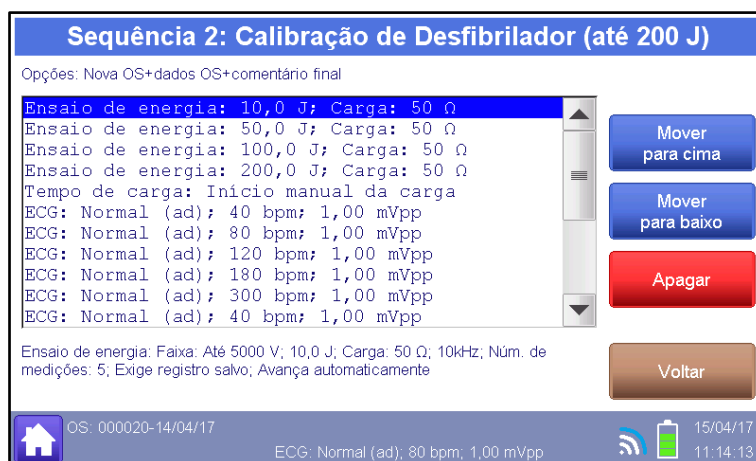 Sequência 2: Calibração de Desfibrilador (até 200 J)
Opções: Nova OS+dados OS+comentário final
Ensaio de energia: 10,0 J; Carga: 50 Ω
Ensaio de energia: 50,0 J; Carga: 50 Ω
Ensaio de energia: 100,0 J; Carga: 50 Ω
Ensaio de energia: 200,0 J; Carga: 50 Ω
Tempo de carga: Início manual da carga
ECG: Normal (ad); 40 bpm; 1,00 mVpp
ECG: Normal (ad); 80 bpm; 1,00 mVpp
ECG: Normal (ad); 120 bpm; 1,00 mVpp
ECG: Normal (ad); 180 bpm; 1,00 mVpp
ECG: Normal (ad); 300 bpm; 1,00 mVpp
ECG: Normal (ad); 40 bpm; 1,00 mVpp
Mover
para cima
Mover
para baixo
Apagar
Voltar
Ensaio de energia: Faixa: Até 5000 V; 10,0 J; Carga: 50 Ω; 10kHz; Núm. de
medições: 5; Exige registro salvo; Avança automaticamente
OS: 000020-14/04/17
ECG: Normal (ad); 80 bpm; 1,00 mVpp
15/04/17
11:14:13